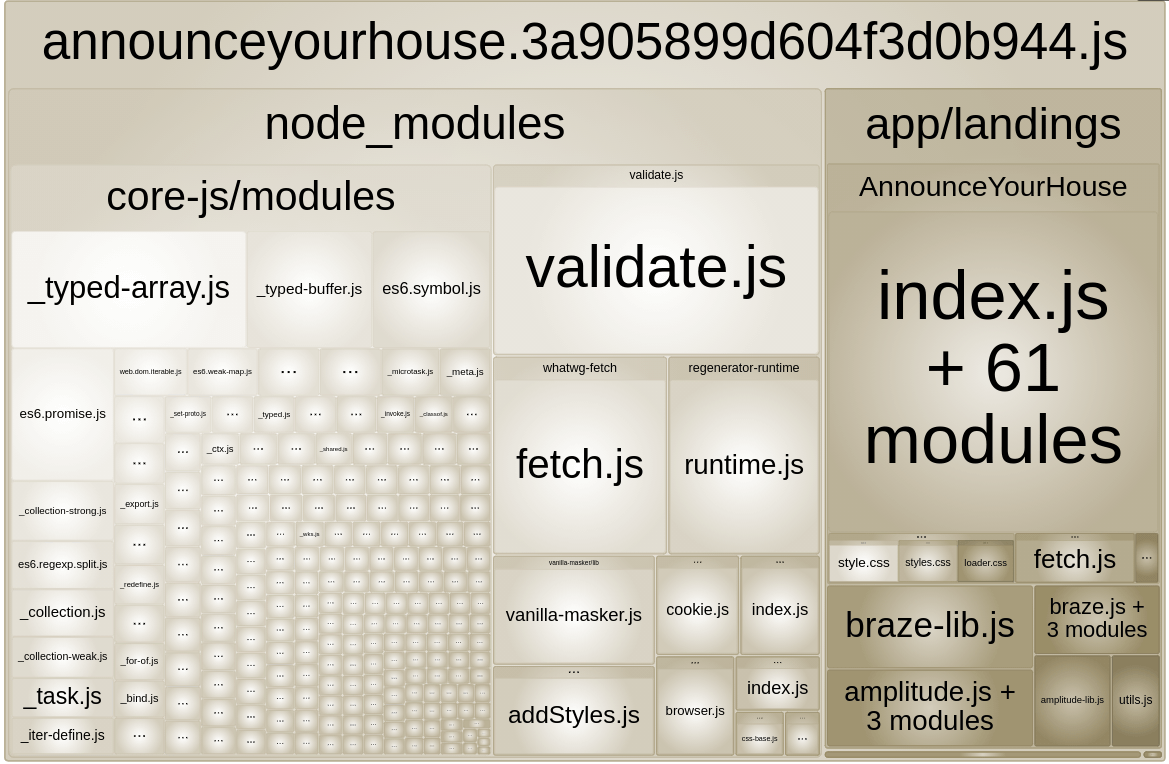 announceyourhouse.3a905899d604f3d0b944.js
node_modules
app/landings
core-js/modules
validate.js
AnnounceYourHouse
_typed-array.js
_typed-buffer.js
es6.symbol.js
validate.js
index.js
+ 61
modules
es6.promise.js
web.dom.iterable.js
es6.weak-map.js
...
...
_microtask.js
_meta.js
whatwg-fetch
regenerator-runtime
...
_set-proto.js
...
_typed.js
...
...
_invoke.js
_classof.js
...
fetch.js
runtime.js
_ctx.js
_shared.js
_collection-strong.js
_export.js
_wks.js
es6.regexp.split.js
_redefine.js
_collection.js
_collection-weak.js
_for-of.js
_task.js
_bind.js
_iter-define.js
vanilla-masker/lib
vanilla-masker.js
cookie.js
index.js
addStyles.js
browser.js
index.js
css-base.js
style.css
styles.css
loader.css
fetch.js
braze-lib.js
braze.js +
3 modules
amplitude.js +
3 modules
amplitude-lib.js
utils.js